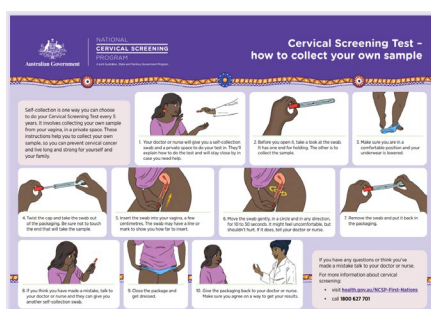 Australian Government
NATIONAL
CERVICAL SCREENING
PROGRAM
A joint Australian, State and Territory Government Program
Cervical Screening Test –
how to collect your own sample
Self-collection is one way you can choose
to do your Cervical Screening Test every 5
years. It involves collecting your own sample
from your vagina, in a private space. These
instructions help you to collect your own
sample, so you can prevent cervical cancer
and live long and strong for yourself and
your family.
1. Your doctor or nurse will give you a self-collection
swab and a private space to do your test in. They'll
explain how to do the test and will stay close by in
case you need help.
2. Before you open it, take a look at the swab.
It has one end for holding. The other is to
collect the sample.
3. Make sure you are in a
comfortable position and your
underwear is lowered.
4. Twist the cap and take the swab out
of the packaging. Be sure not to touch
the end that will take the sample.
5. Insert the swab into your vagina, a few
centimetres. The swab may have a line or
mark to show you how far to insert.
6. Move the swab gently, in a circle and in any direction,
for 10 to 30 seconds. It might feel uncomfortable, but
shouldn't hurt. If it does, tell your doctor or nurse.
7. Remove the swab and put it back in
the packaging.
8. If you think you have made a mistake, talk to
your doctor or nurse and they can give you
another self-collection swab.
9. Close the package and
get dressed.
10. Give the packaging back to your doctor or nurse.
Make sure you agree on a way to get your results.
If you have any questions or think you've
made a mistake talk to your doctor or nurse.
For more information about cervical
screening:
• visit health.gov.au/NCSP-First-Nations
• call 1800 627 701